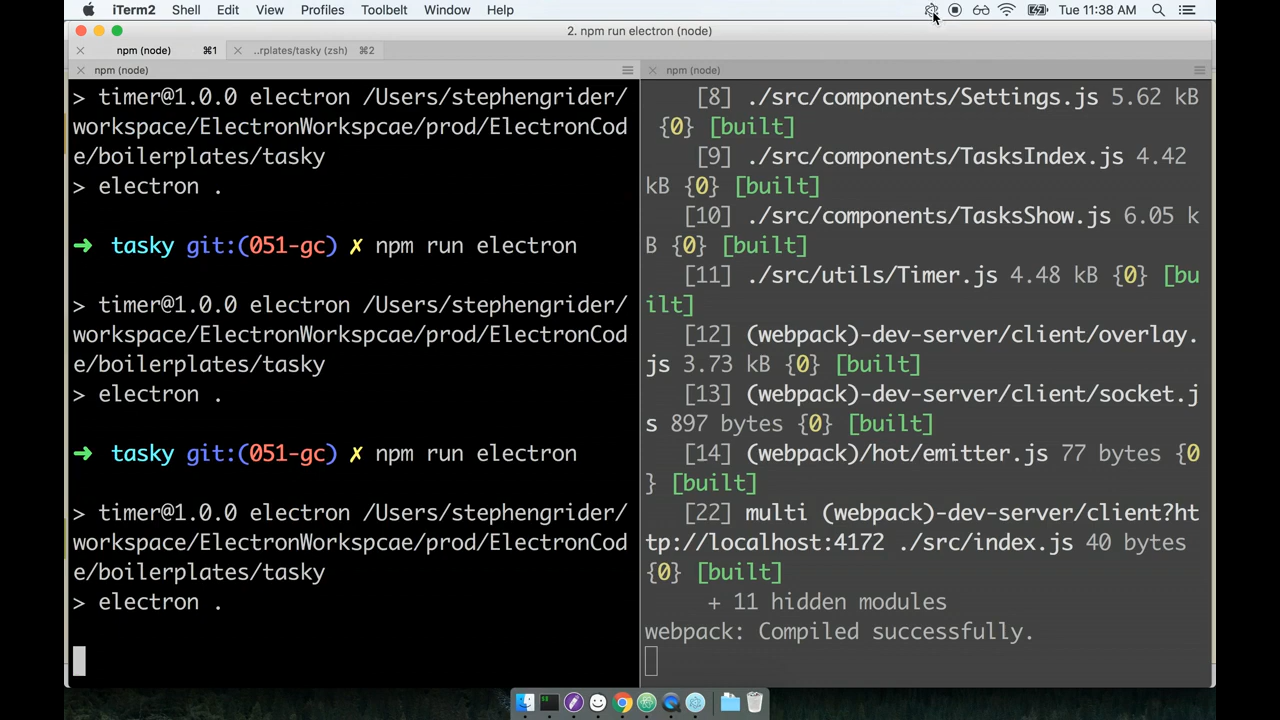 iTerm2 Shell Edit View Profiles Toolbelt Window Help Tue 11:38 AM
2. npm run electron (node)
npm (node) ⌘1 ..rplates/tasky (zsh) ⌘2
npm (node)
> timer@1.0.0 electron /Users/stephengrider/
workspace/ElectronWorkspcae/prod/ElectronCod
e/boilerplates/tasky
> electron .
➜ tasky git:(051-gc) ✗ npm run electron
> timer@1.0.0 electron /Users/stephengrider/
workspace/ElectronWorkspcae/prod/ElectronCod
e/boilerplates/tasky
> electron .
➜ tasky git:(051-gc) ✗ npm run electron
> timer@1.0.0 electron /Users/stephengrider/
workspace/ElectronWorkspcae/prod/ElectronCod
e/boilerplates/tasky
> electron .
npm (node)
[8] ./src/components/Settings.js 5.62 kB
{0} [built]
[9] ./src/components/TasksIndex.js 4.42
kB {0} [built]
[10] ./src/components/TasksShow.js 6.05 k
B {0} [built]
[11] ./src/utils/Timer.js 4.48 kB {0} [bu
ilt]
[12] (webpack)-dev-server/client/overlay.
js 3.73 kB {0} [built]
[13] (webpack)-dev-server/client/socket.j
s 897 bytes {0} [built]
[14] (webpack)/hot/emitter.js 77 bytes {0
} [built]
[22] multi (webpack)-dev-server/client?ht
tp://localhost:4172 ./src/index.js 40 bytes
{0} [built]
+ 11 hidden modules
webpack: Compiled successfully.